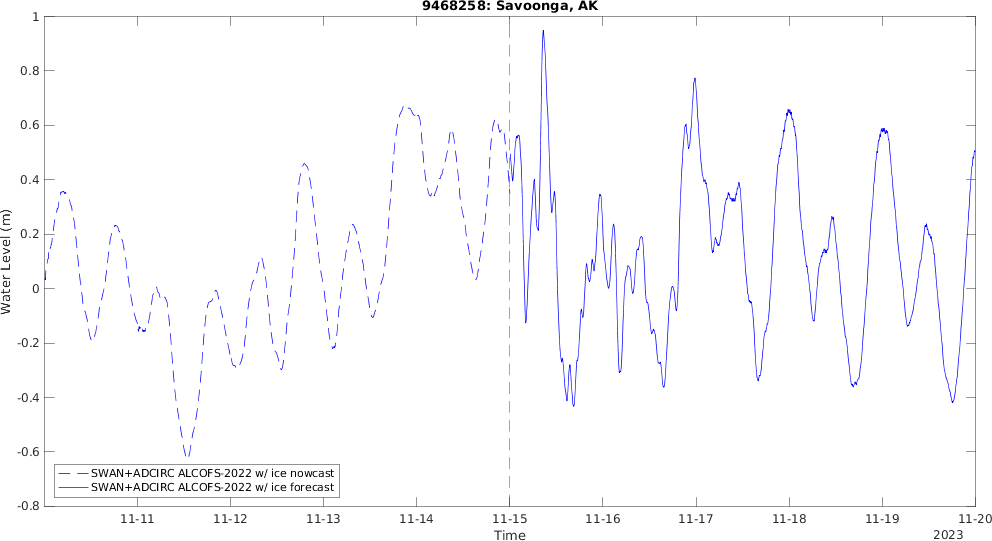 9468258: Savoonga, AK
Water Level (m)
1
0.8
0.6
0.4
0.2
0
-0.2
-0.4
-0.6
-0.8
SWAN+ADCIRC ALCOFS-2022 w/ ice nowcast
SWAN+ADCIRC ALCOFS-2022 w/ ice forecast
11-11 11-12 11-13 11-14 11-15 11-16 11-17 11-18 11-19 11-20
Time
2023